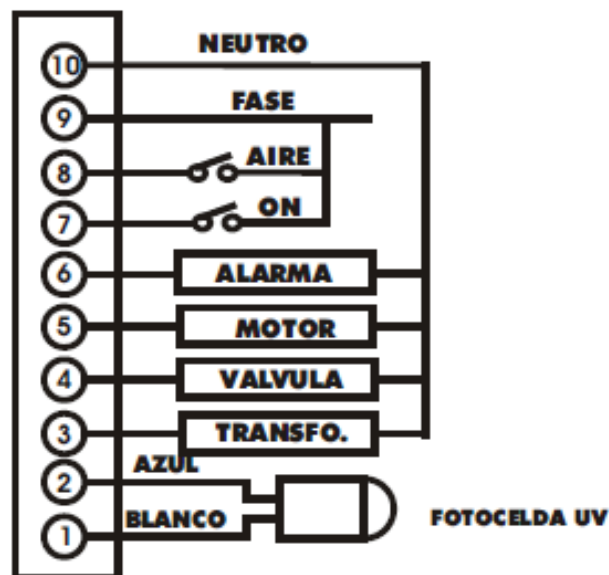 10 NEUTRO
9 FASE
8 AIRE
7 ON
6 ALARMA
5 MOTOR
4 VALVULA
3 TRANSFO.
2 AZUL
1 BLANCO
FOTOCELDA UV